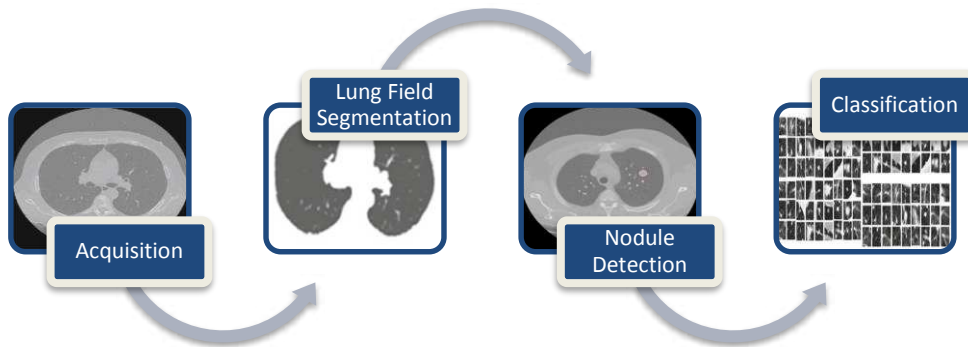 Acquisition
Lung Field
Segmentation
Nodule
Detection
Classification